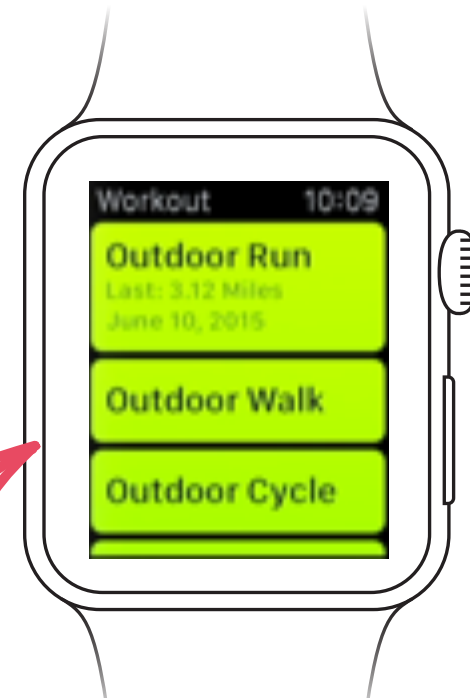 Workout 10:09
Outdoor Run
Last: 3.12 Miles
June 10, 2015
Outdoor Walk
Outdoor Cycle